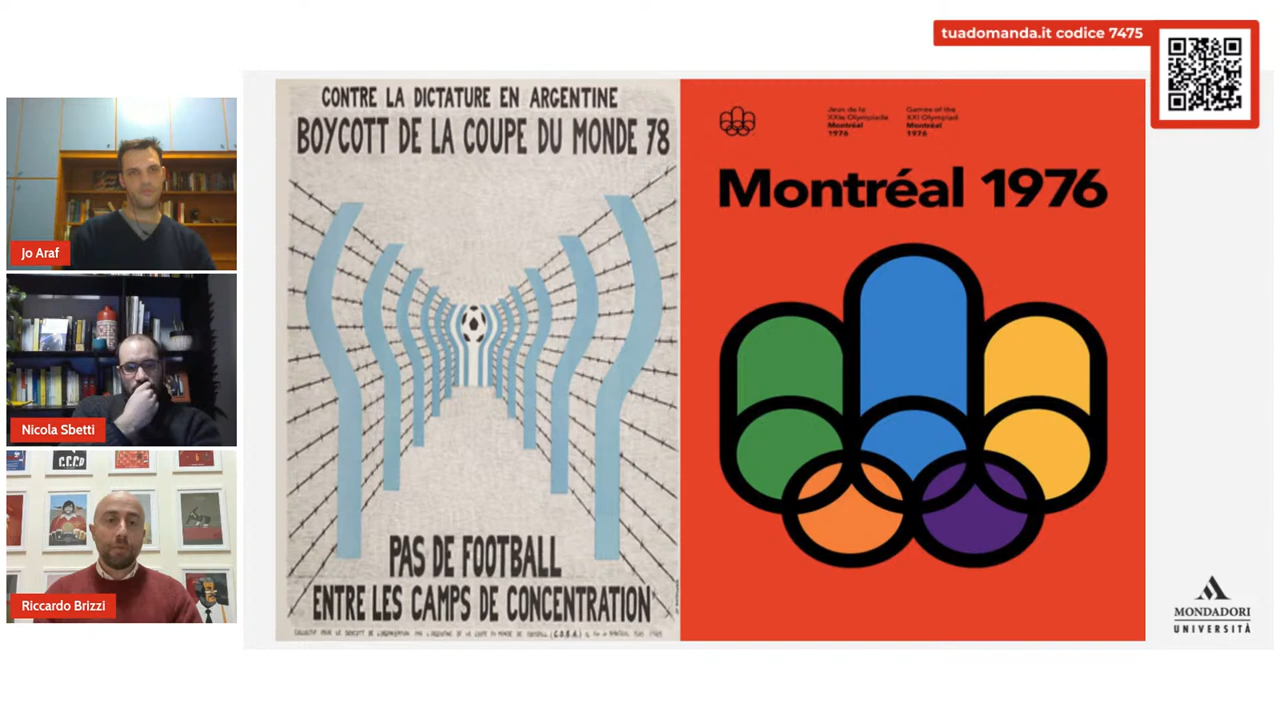 tuadomanda.it codice 7475
Jo Araf
Nicola Sbetti
CCCP
Riccardo Brizzi
CONTRE LA DICTATURE EN ARGENTINE
BOYCOTT DE LA COUPE DU MONDE 78
PAS DE FOOTBALL
ENTRE LES CAMPS DE CONCENTRATION
Jeux de la
XXIe Olympiade
Montréal
1976
Games of the
XXI Olympiad
Montréal
1976
Montréal 1976
MONDADORI
UNIVERSITÀ